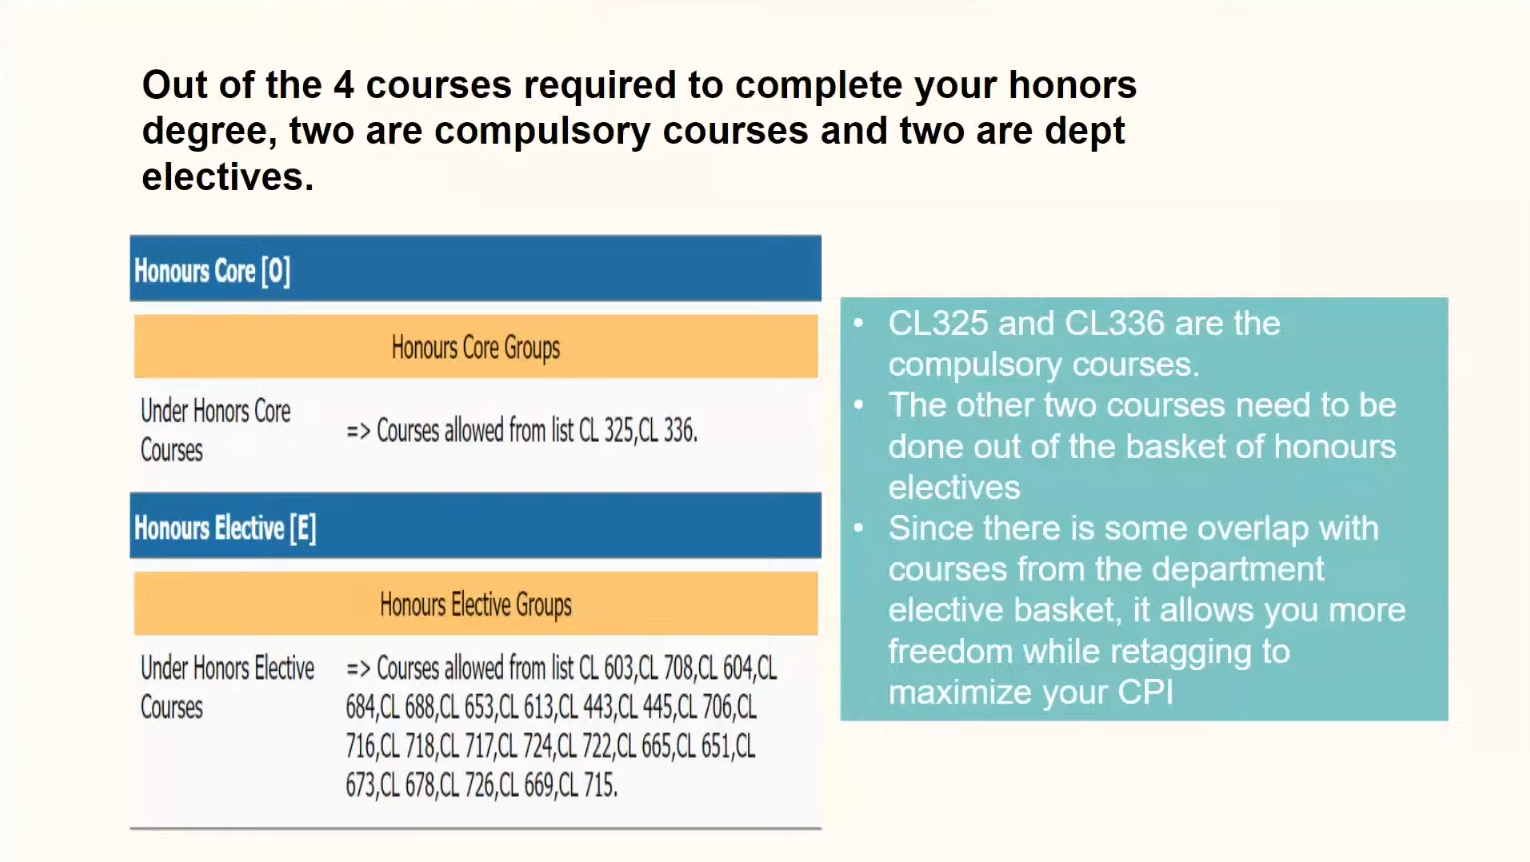 Out of the 4 courses required to complete your honors
degree, two are compulsory courses and two are dept
electives.
Honours Core [O]
Honours Core Groups
Under Honors Core
Courses
=> Courses allowed from list CL 325,CL 336.
Honours Elective [E]
Honours Elective Groups
Under Honors Elective
Courses
=> Courses allowed from list CL 603,CL 708,CL 604,CL
684,CL 688,CL 653,CL 613,CL 443,CL 445,CL 706,CL
716,CL 718,CL 717,CL 724,CL 722,CL 665,CL 651,CL
673,CL 678,CL 726,CL 669,CL 715.
• CL325 and CL336 are the
compulsory courses.
• The other two courses need to be
done out of the basket of honours
electives
• Since there is some overlap with
courses from the department
elective basket, it allows you more
freedom while retagging to
maximize your CPI